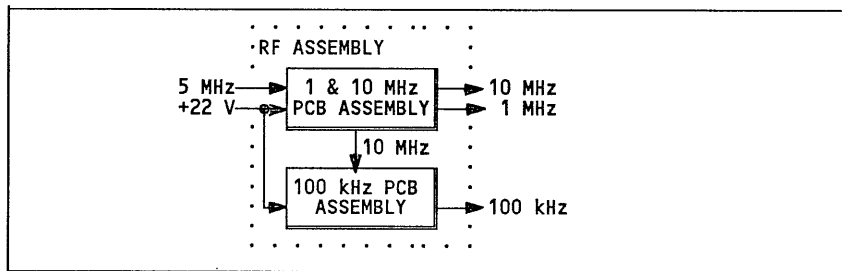 RF ASSEMBLY
5 MHz
+22 V
1 & 10 MHz
PCB ASSEMBLY
10 MHz
1 MHz
10 MHz
100 kHz PCB
ASSEMBLY
100 kHz